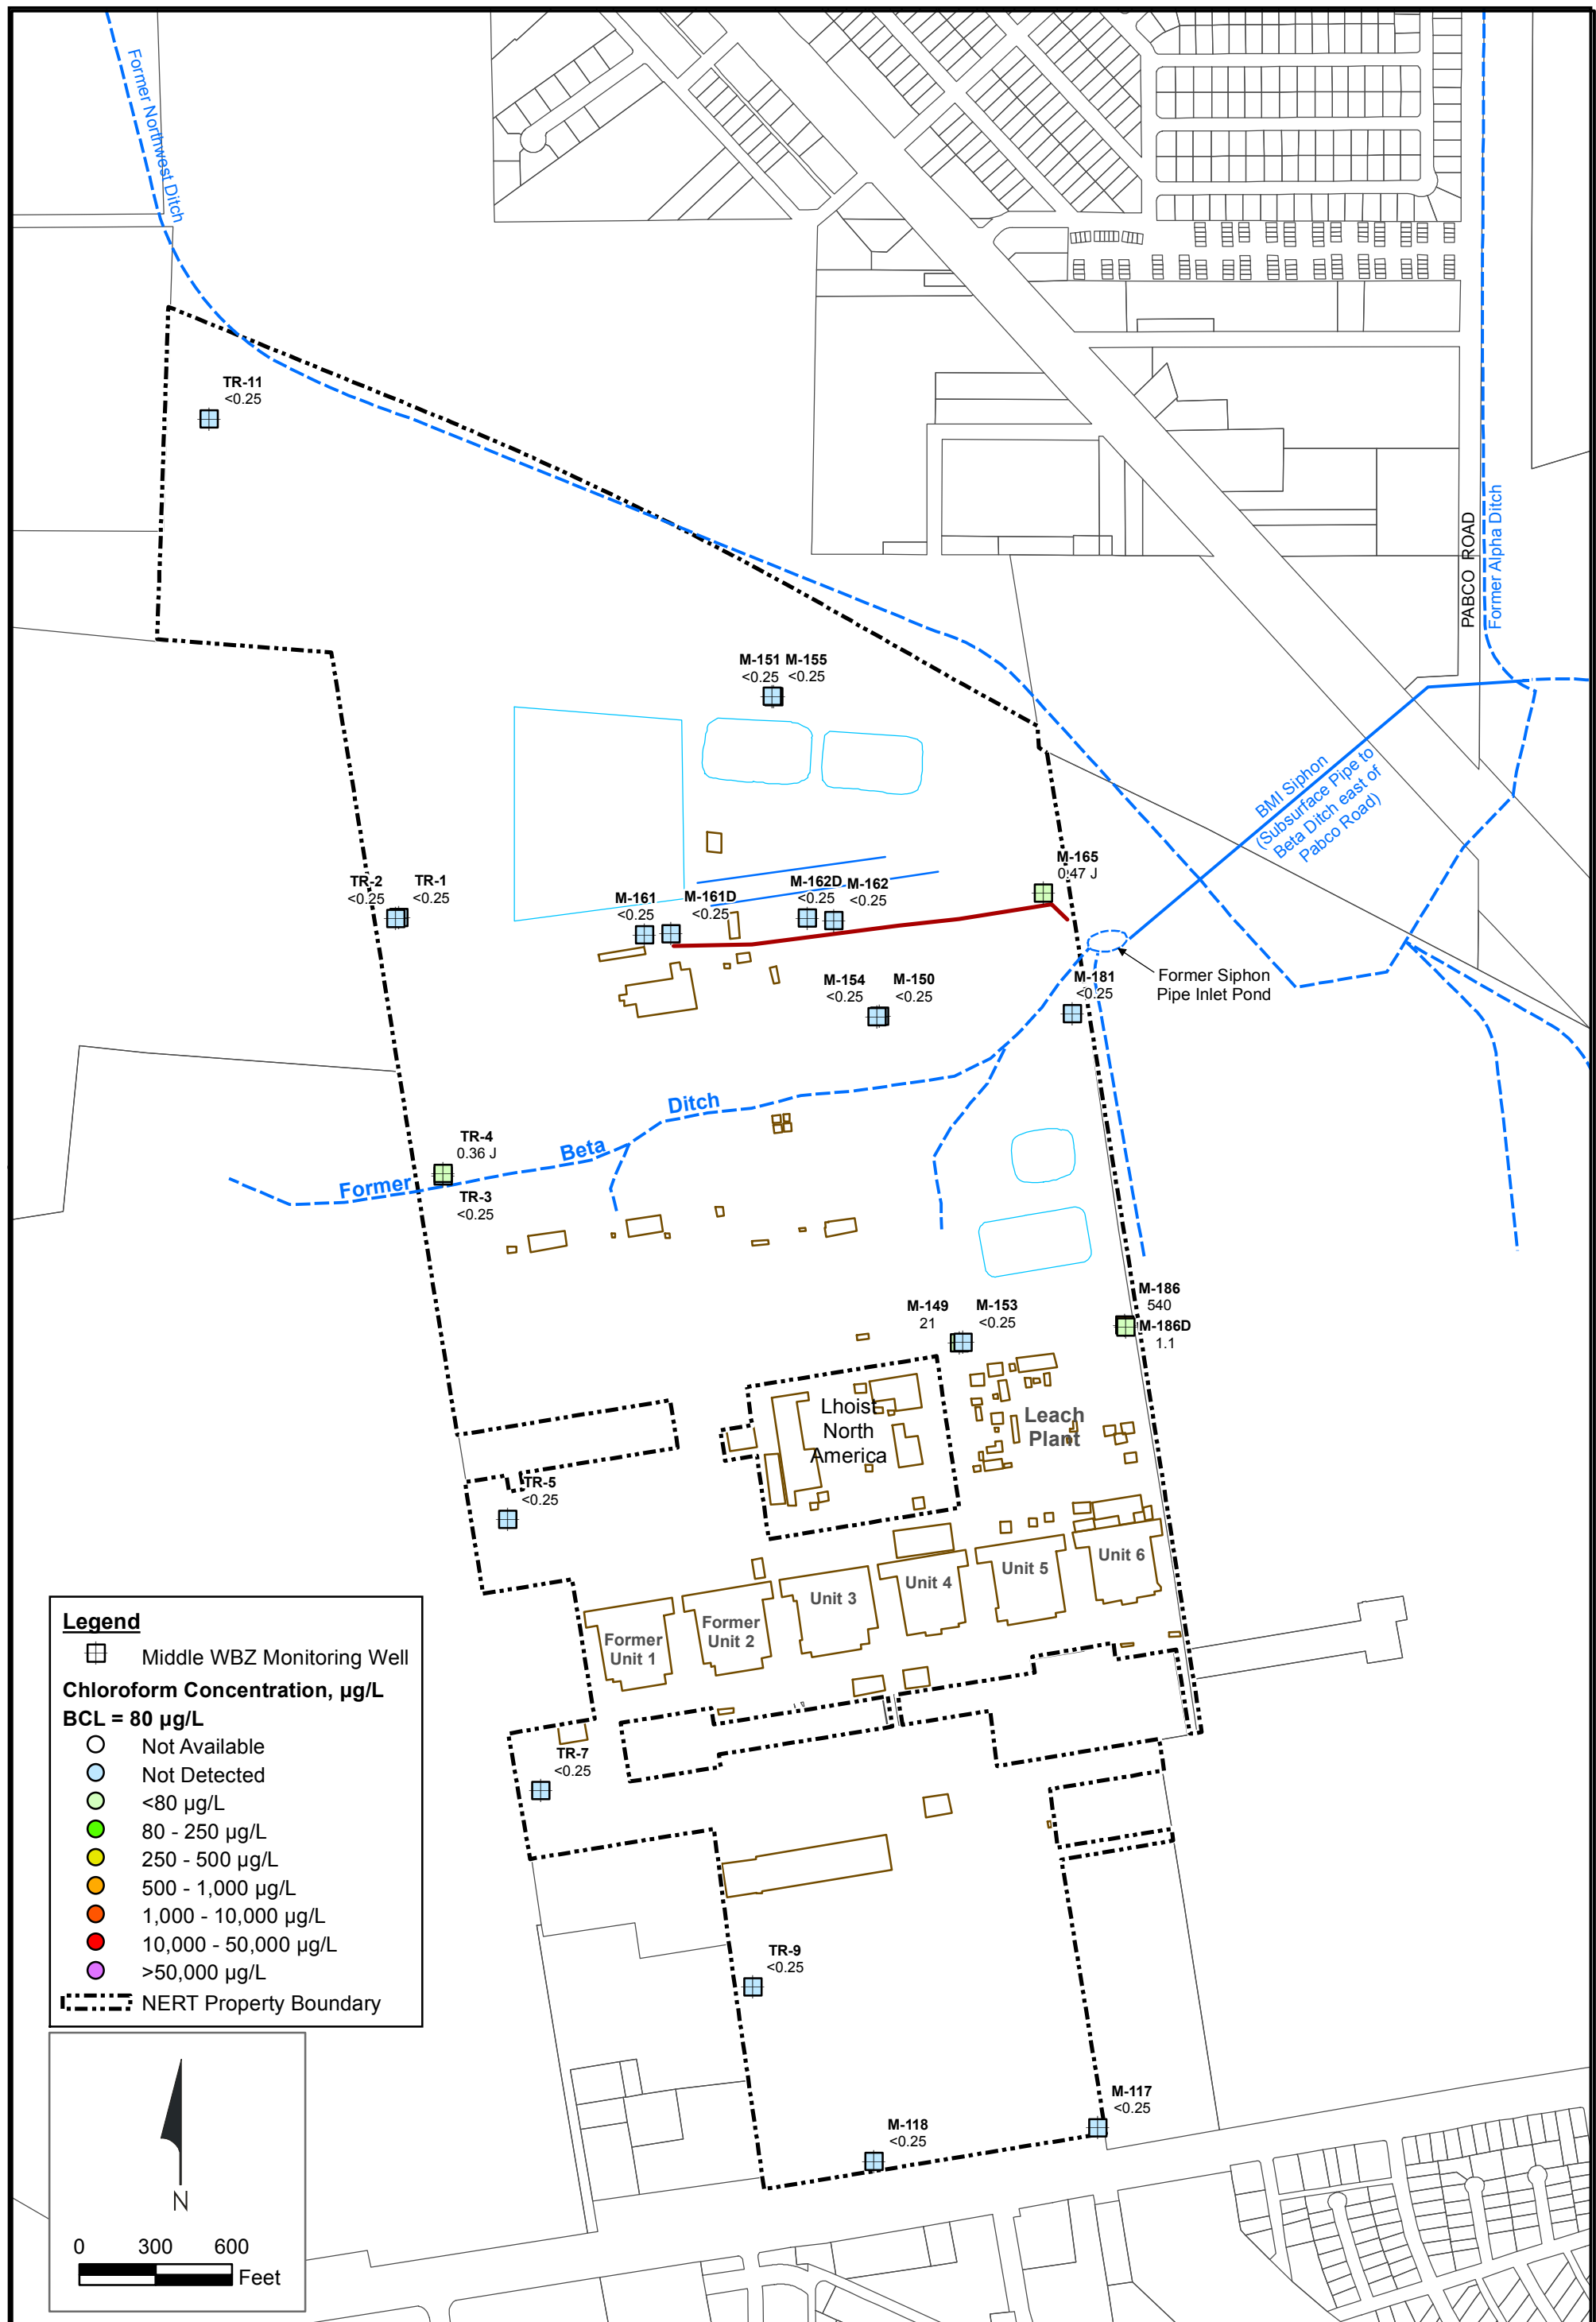 Former Northwest Ditch
TR-11
<0.25
PABCO ROAD
Former Alpha Ditch
M-151 M-155
<0.25 <0.25
BMI Siphon
(Subsurface Pipe to
Beta Ditch east of
Pabco Road)
M-165
0.47 J
TR-2 TR-1
<0.25 <0.25
M-161 M-161D
<0.25 <0.25
M-162D M-162
<0.25 <0.25
M-154 M-150
<0.25 <0.25
M-181
<0.25
Former Siphon
Pipe Inlet Pond
Former Beta Ditch
TR-4
0.36 J
TR-3
<0.25
M-186
540
M-186D
1.1
M-149 M-153
21 <0.25
Lhoist
North
America
Leach
Plant
TR-5
<0.25
Former
Unit 1
Former
Unit 2
Unit 3
Unit 4
Unit 5
Unit 6
TR-7
<0.25
TR-9
<0.25
M-117
<0.25
M-118
<0.25
Legend
Middle WBZ Monitoring Well
Chloroform Concentration, µg/L
BCL = 80 µg/L
Not Available
Not Detected
<80 µg/L
80 - 250 µg/L
250 - 500 µg/L
500 - 1,000 µg/L
1,000 - 10,000 µg/L
10,000 - 50,000 µg/L
>50,000 µg/L
NERT Property Boundary
N
0 300 600
Feet